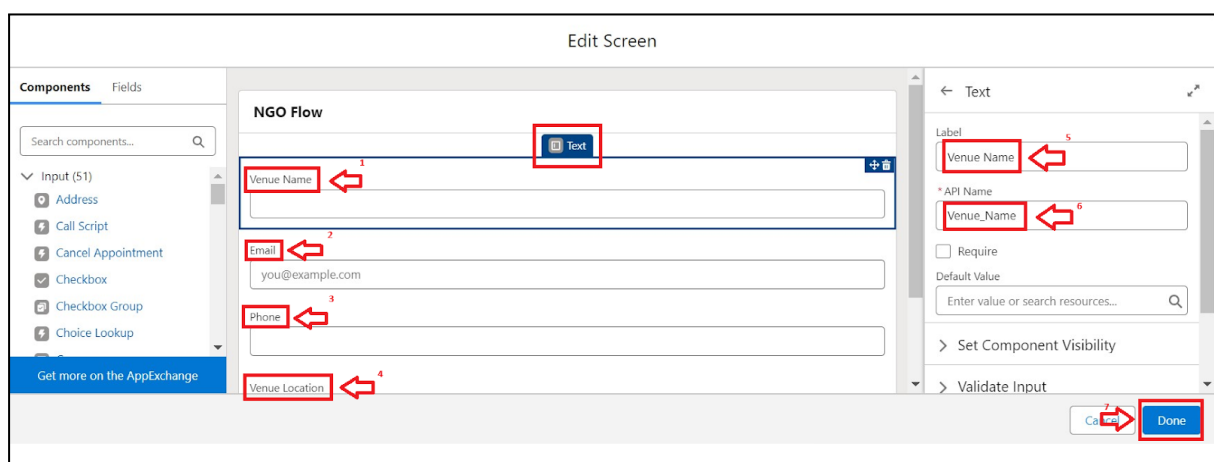 Edit Screen
Components Fields
Search components...
Input (51)
Address
Call Script
Cancel Appointment
Checkbox
Checkbox Group
Choice Lookup
Get more on the AppExchange
NGO Flow
Text
Venue Name 1
Email 2
you@example.com
Phone 3
Venue Location 4
Text
Label
Venue Name 5
* API Name
Venue_Name 6
Require
Default Value
Enter value or search resources...
Set Component Visibility
Validate Input
Cancel 7 Done